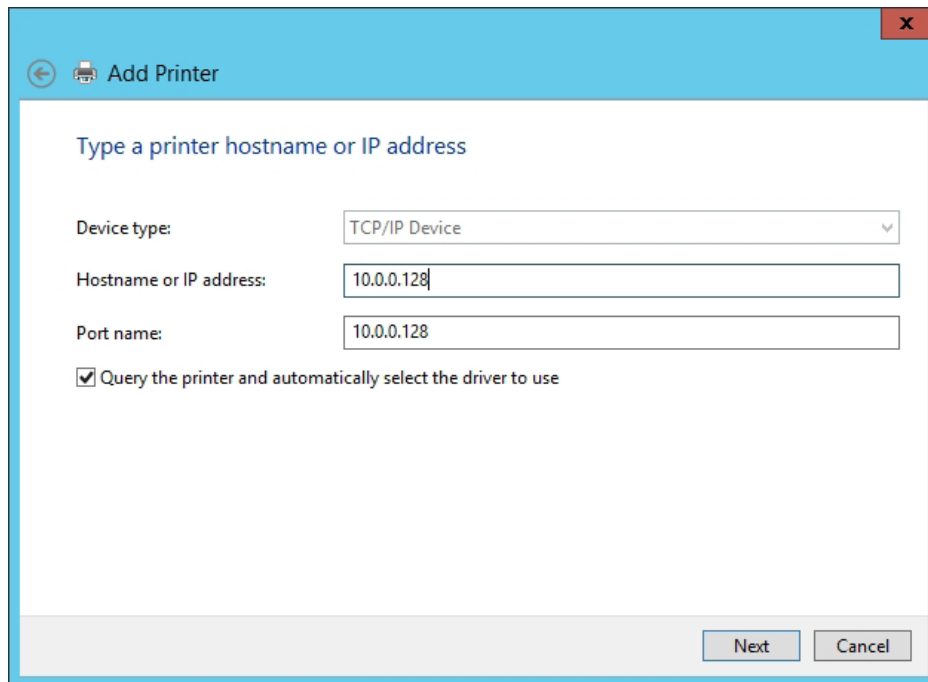 x
Add Printer
Type a printer hostname or IP address
Device type: TCP/IP Device
Hostname or IP address: 10.0.0.128
Port name: 10.0.0.128
Query the printer and automatically select the driver to use
Next Cancel